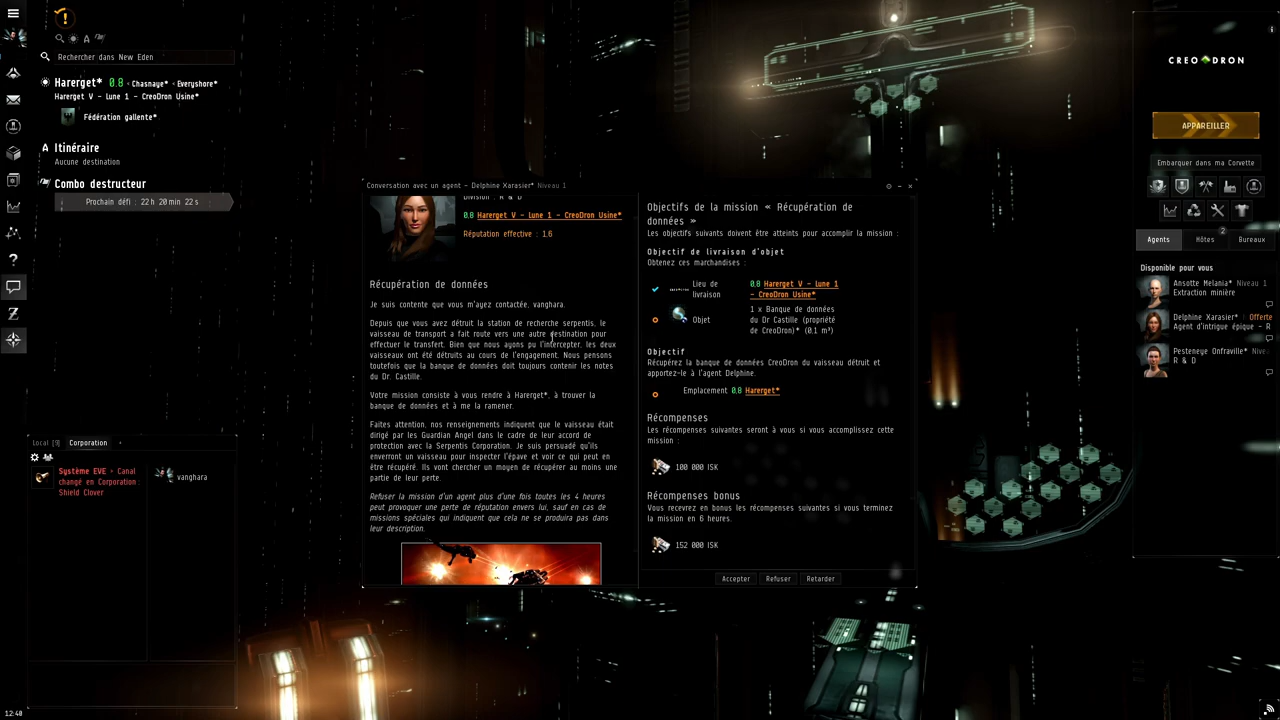 Rechercher dans New Eden
Harerget* 0.8 ‹ Chasnaye* ‹ Everyshore*
Harerget V - Lune 1 - CreoDron Usine*
Fédération gallente*
Itinéraire
Aucune destination
Combo destructeur
Prochain défi : 22 h 20 min 22 s
Local [9] Corporation +
Système EVE » Canal
changé en Corporation :
Shield Clover
vanghara
12:40
Conversation avec un agent - Delphine Xarasier* Niveau 1
Division : R & D
0.8 Harerget V - Lune 1 - CreoDron Usine*
Réputation effective : 1.6
Récupération de données
Je suis contente que vous m'ayez contactée, vanghara.
Depuis que vous avez détruit la station de recherche serpentis, le
vaisseau de transport a fait route vers une autre destination pour
effectuer le transfert. Bien que nous ayons pu l'intercepter, les deux
vaisseaux ont été détruits au cours de l'engagement. Nous pensons
toutefois que la banque de données doit toujours contenir les notes
du Dr. Castille.
Votre mission consiste à vous rendre à Harerget*, à trouver la
banque de données et à me la ramener.
Faites attention, nos renseignements indiquent que le vaisseau était
dirigé par les Guardian Angel dans le cadre de leur accord de
protection avec la Serpentis Corporation. Je suis persuadé qu'ils
enverront un vaisseau pour inspecter l'épave et voir ce qui peut en
être récupéré. Ils vont chercher un moyen de récupérer au moins une
partie de leur perte.
Refuser la mission d'un agent plus d'une fois toutes les 4 heures
peut provoquer une perte de réputation envers lui, sauf en cas de
missions spéciales qui indiquent que cela ne se produira pas dans
leur description.
Objectifs de la mission « Récupération de
données »
Les objectifs suivants doivent être atteints pour accomplir la mission :
Objectif de livraison d'objet
Obtenez ces marchandises :
Lieu de
livraison
0.8 Harerget V - Lune 1
- CreoDron Usine*
Objet
1 x Banque de données
du Dr Castille (propriété
de CreoDron)* (0,1 m³)
Objectif
Récupérez la banque de données CreoDron du vaisseau détruit et
apportez-le à l'agent Delphine.
Emplacement 0.8 Harerget*
Récompenses
Les récompenses suivantes seront à vous si vous accomplissez cette
mission :
100 000 ISK
Récompenses bonus
Vous recevrez en bonus les récompenses suivantes si vous terminez
la mission en 6 heures.
152 000 ISK
Accepter Refuser Retarder
CREODRON
APPAREILLER
Embarquer dans ma Corvette
Agents Hôtes 2 Bureaux
Disponible pour vous
Ansotte Melania* Niveau 1
Extraction minière
Delphine Xarasier* Offerte
Agent d'intrigue épique - R
Pesteneye Onfraville* Nive
R & D